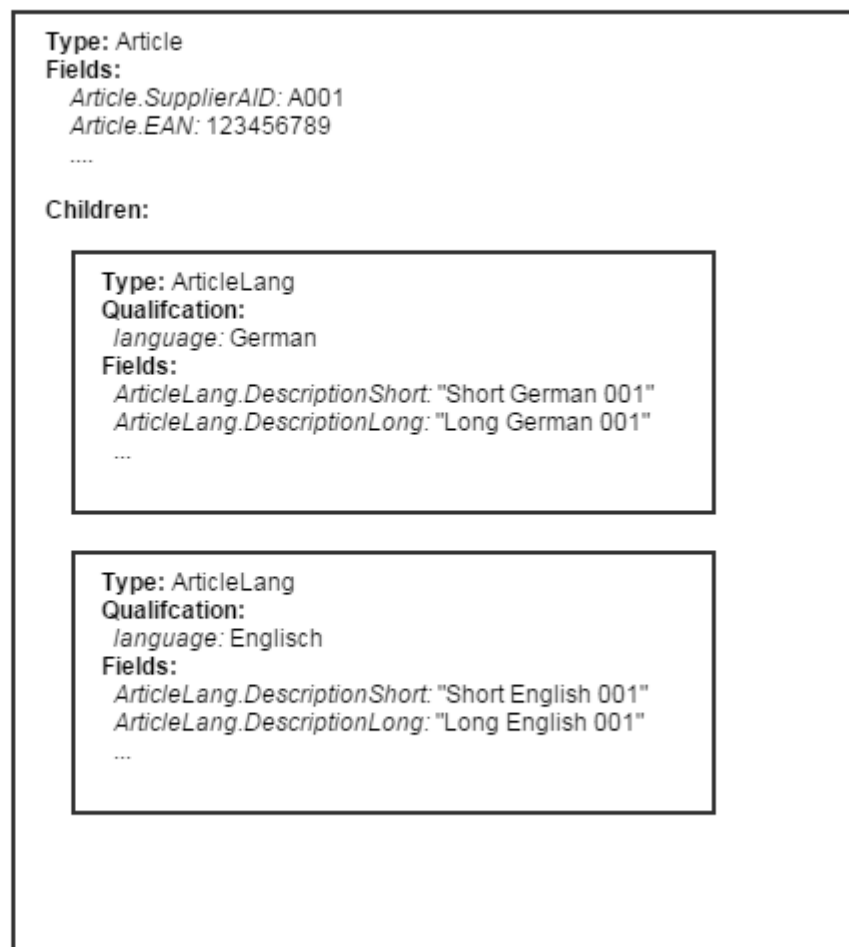 Type: Article
Fields:
Article.SupplierAID: A001
Article.EAN: 123456789
....
Children:
Type: ArticleLang
Qualifcation:
language: German
Fields:
ArticleLang.DescriptionShort: "Short German 001"
ArticleLang.DescriptionLong: "Long German 001"
...
Type: ArticleLang
Qualifcation:
language: Englisch
Fields:
ArticleLang.DescriptionShort: "Short English 001"
ArticleLang.DescriptionLong: "Long English 001"
...